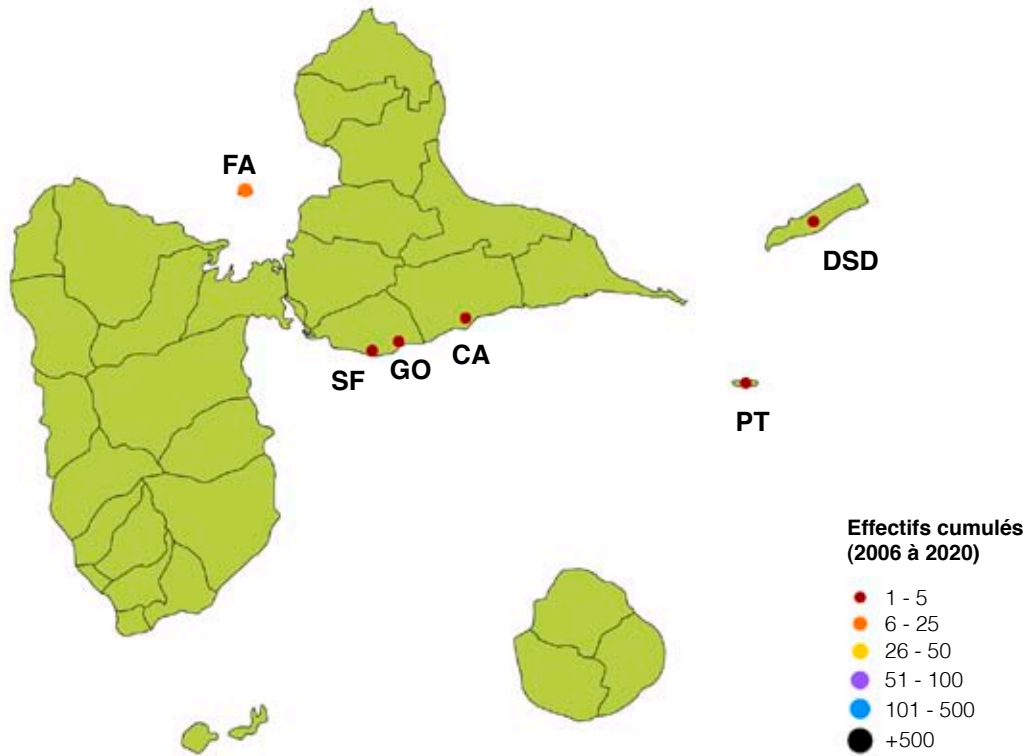 FA
DSD
CA
GO
SF
PT
Effectifs cumulés
(2006 à 2020)
1 - 5
6 - 25
26 - 50
51 - 100
101 - 500
+500